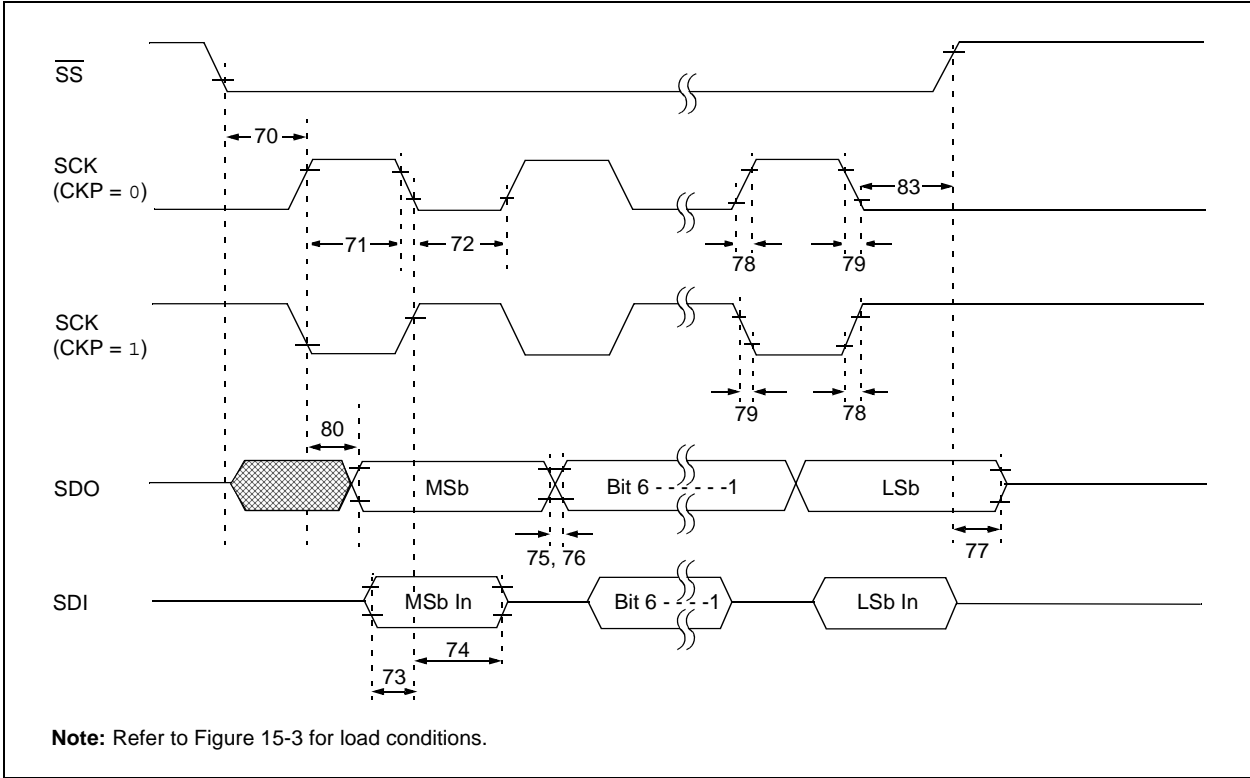 SS
70
SCK
(CKP = 0)
83
71
72
78
79
SCK
(CKP = 1)
79
78
80
SDO
MSb
Bit 6 - - - - - -1
LSb
75, 76
77
SDI
MSb In
Bit 6 - - - - -1
LSb In
74
73
Note: Refer to Figure 15-3 for load conditions.